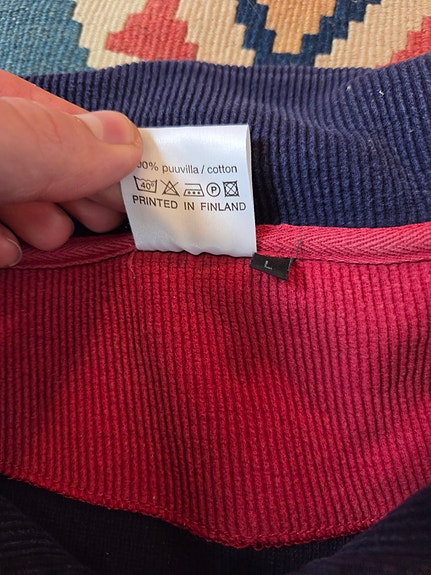 00% puuvilla / cotton
40° P
PRINTED IN FINLAND
L